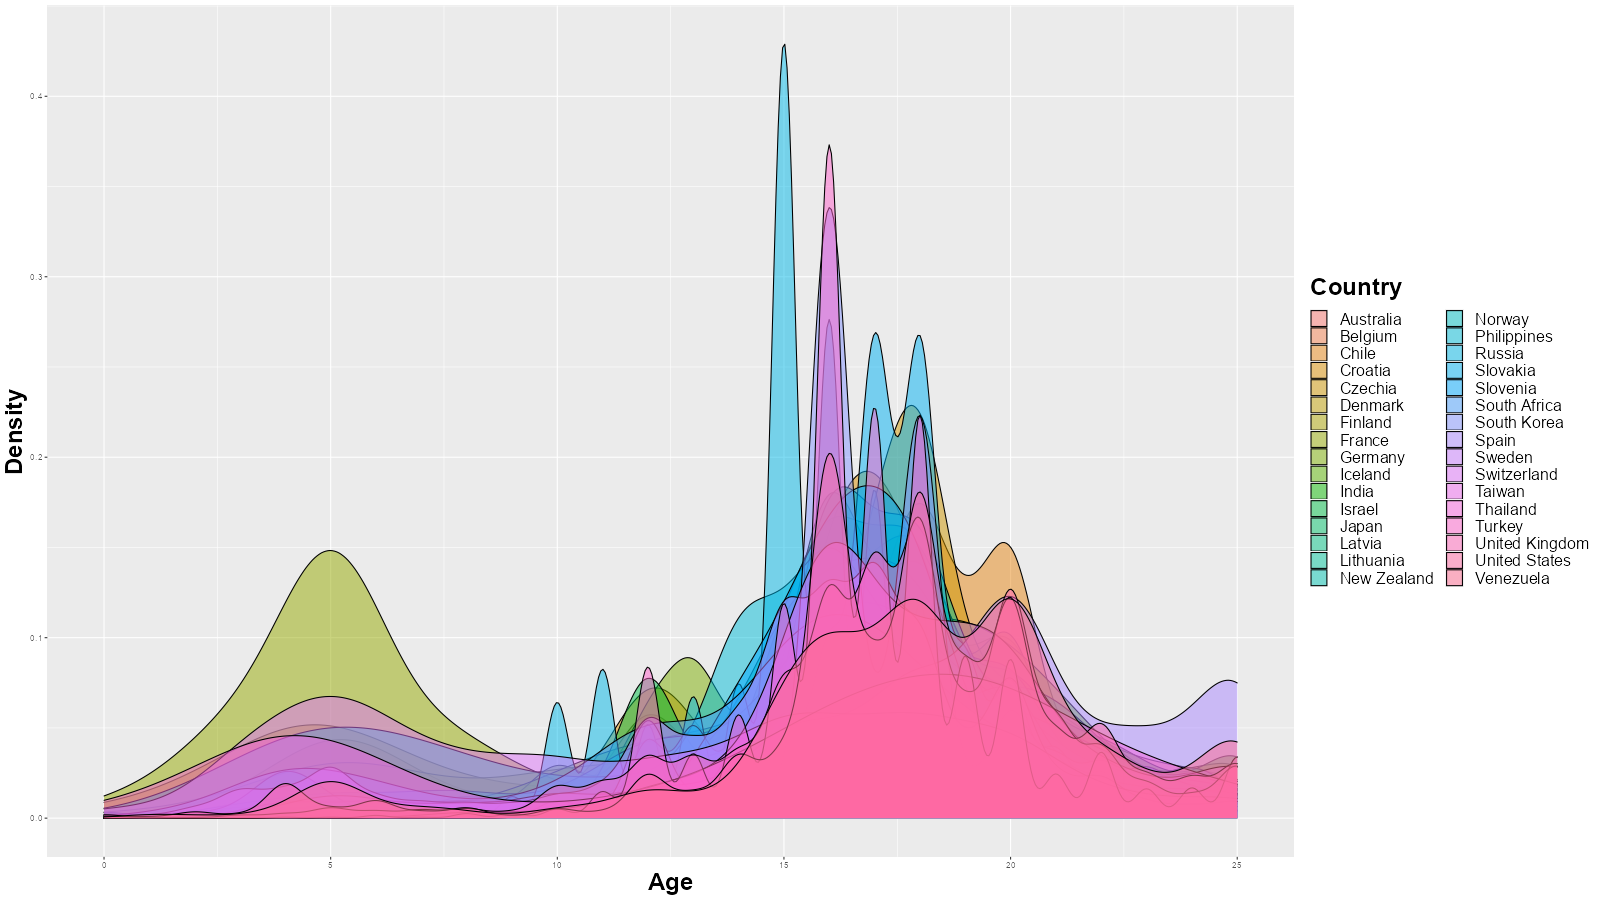 0.4
0.3
0.2
0.1
0.0
Density
0 5 10 15 20 25
Age
Country
Australia Norway
Belgium Philippines
Chile Russia
Croatia Slovakia
Czechia Slovenia
Denmark South Africa
Finland South Korea
France Spain
Germany Sweden
Iceland Switzerland
India Taiwan
Israel Thailand
Japan Turkey
Latvia United Kingdom
Lithuania United States
New Zealand Venezuela